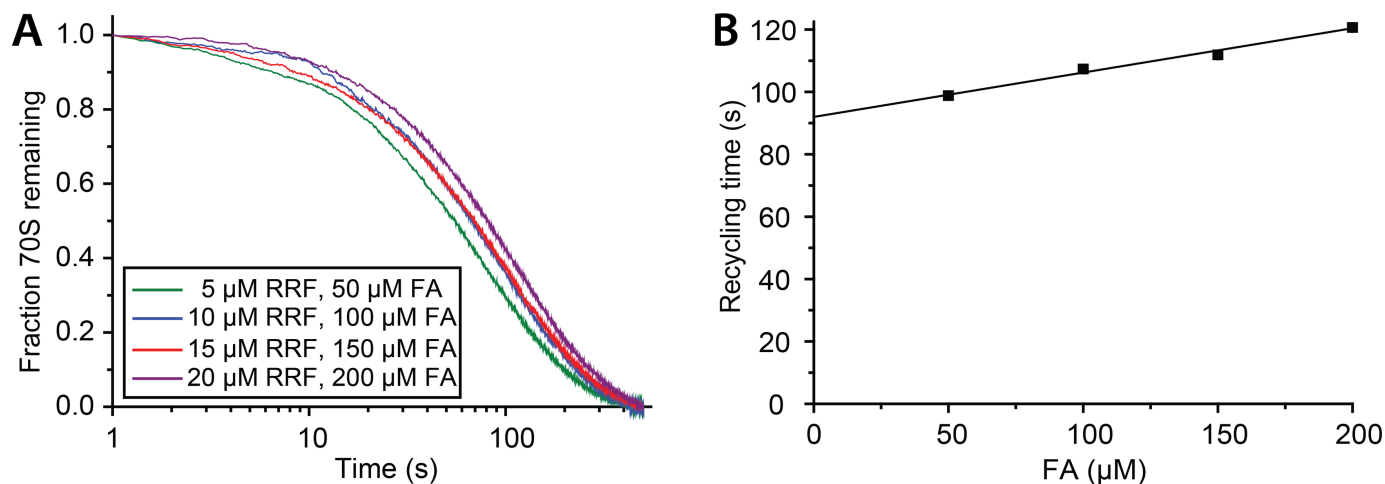 A
Fraction 70S remaining
1.0
0.8
0.6
0.4
0.2
0.0
5 µM RRF, 50 µM FA
10 µM RRF, 100 µM FA
15 µM RRF, 150 µM FA
20 µM RRF, 200 µM FA
1 10 100
Time (s)
B
Recycling time (s)
120
100
80
60
40
20
0
0 50 100 150 200
FA (µM)